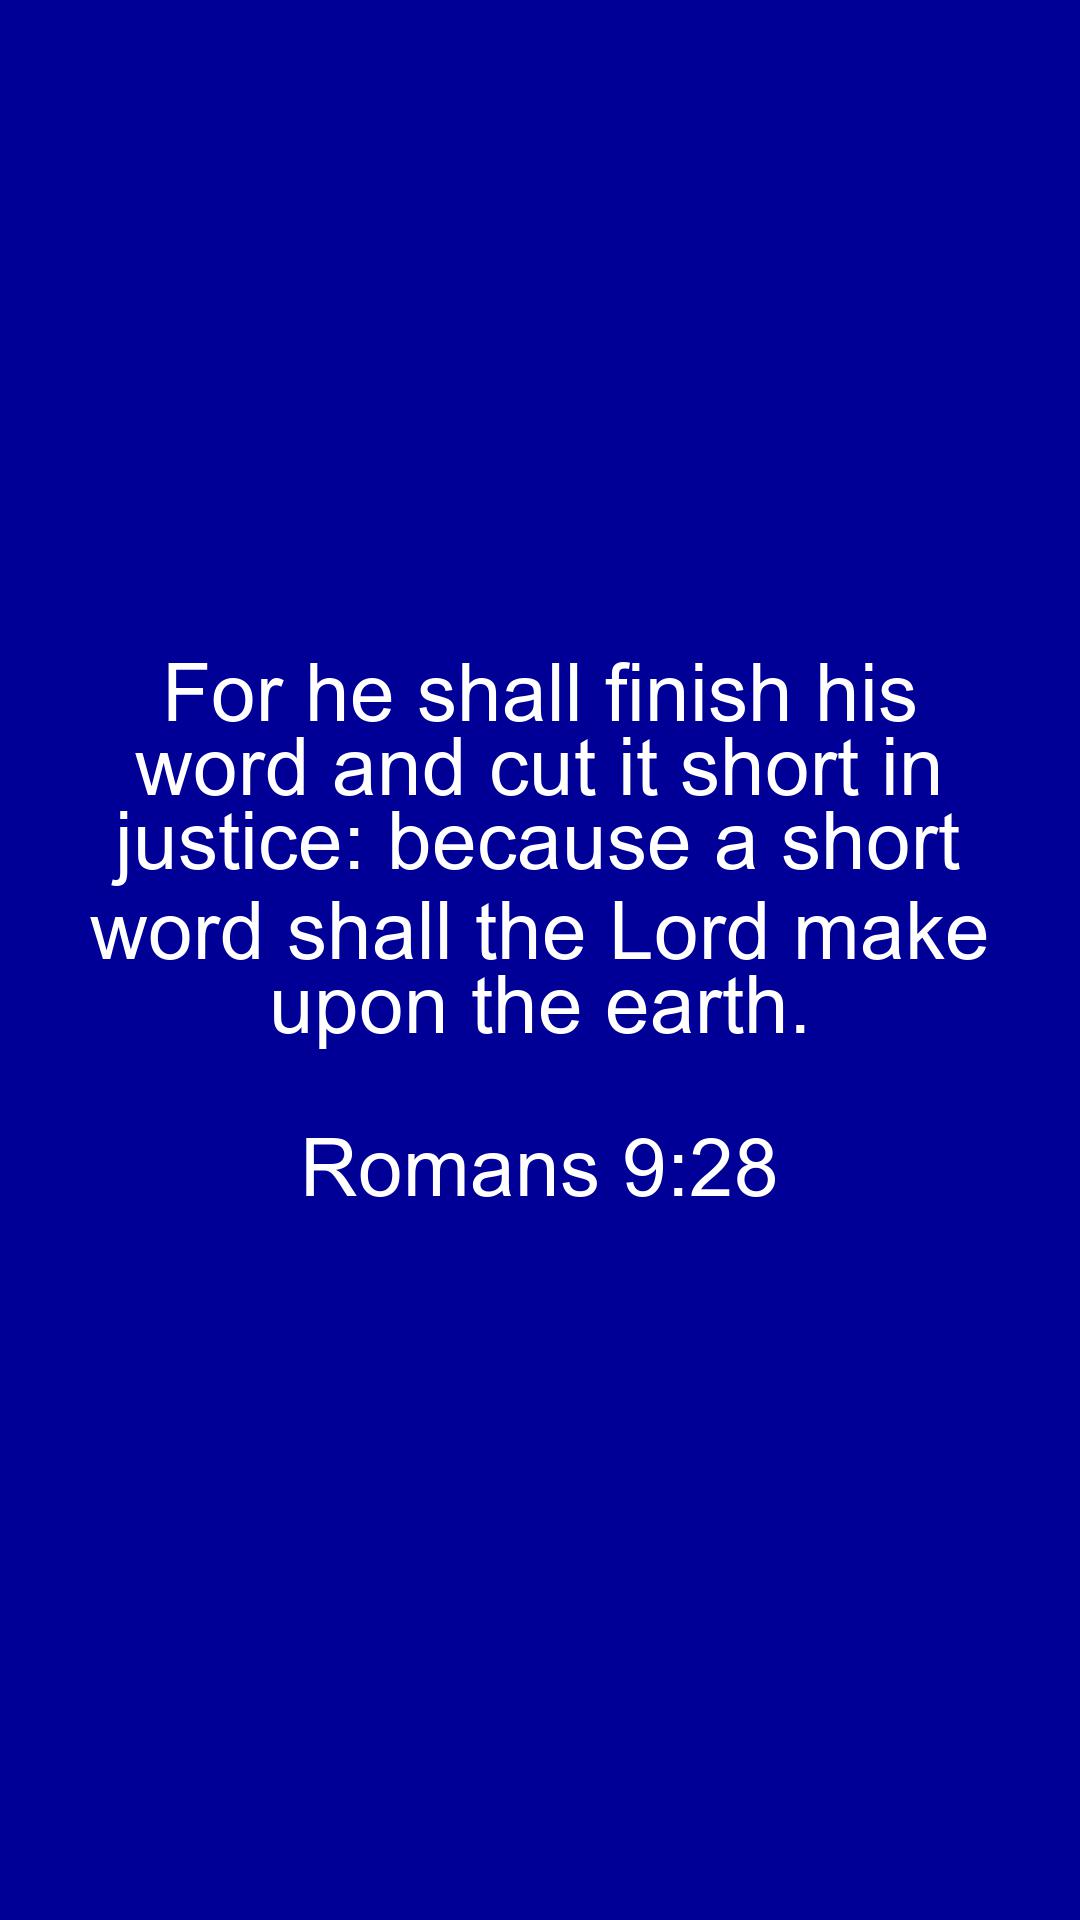 For he shall finish his
word and cut it short in
justice: because a short
word shall the Lord make
upon the earth.
Romans 9:28